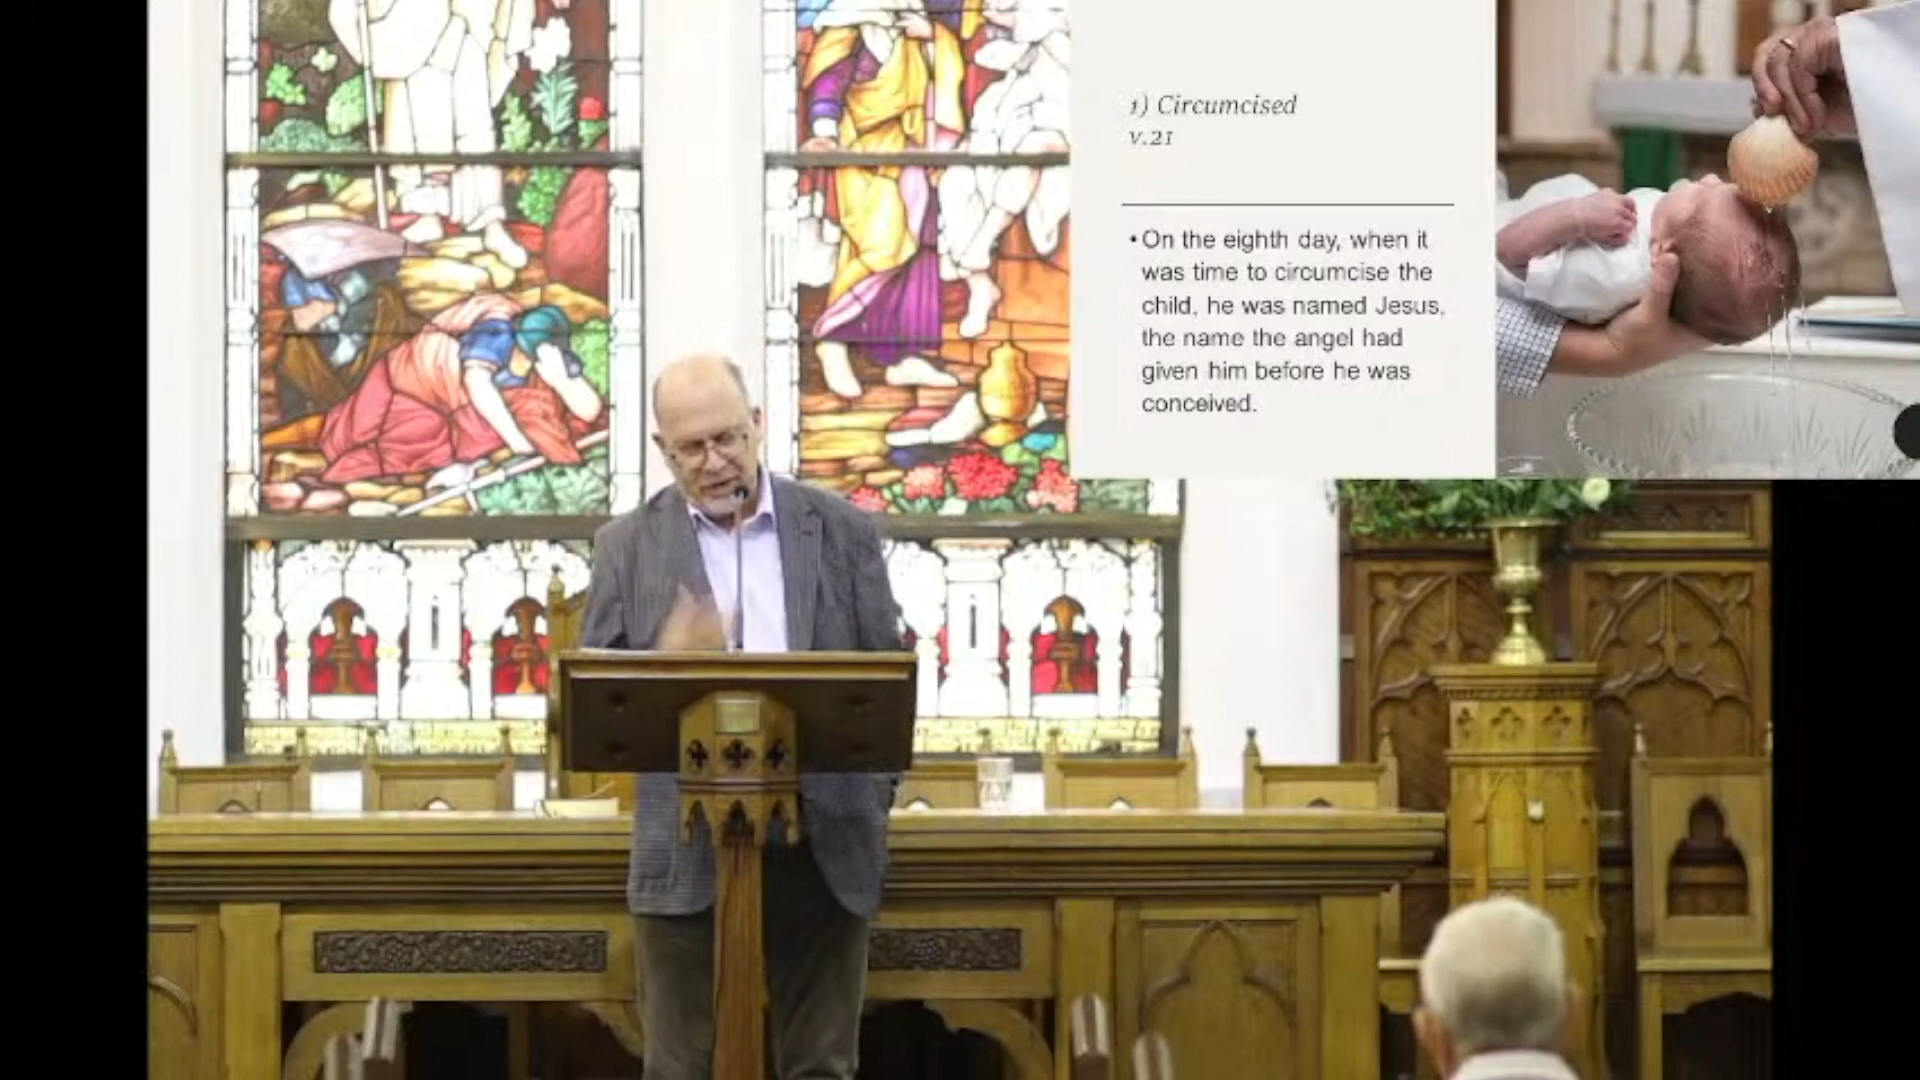 1) Circumcised
v.21
•On the eighth day, when it
was time to circumcise the
child, he was named Jesus,
the name the angel had
given him before he was
conceived.